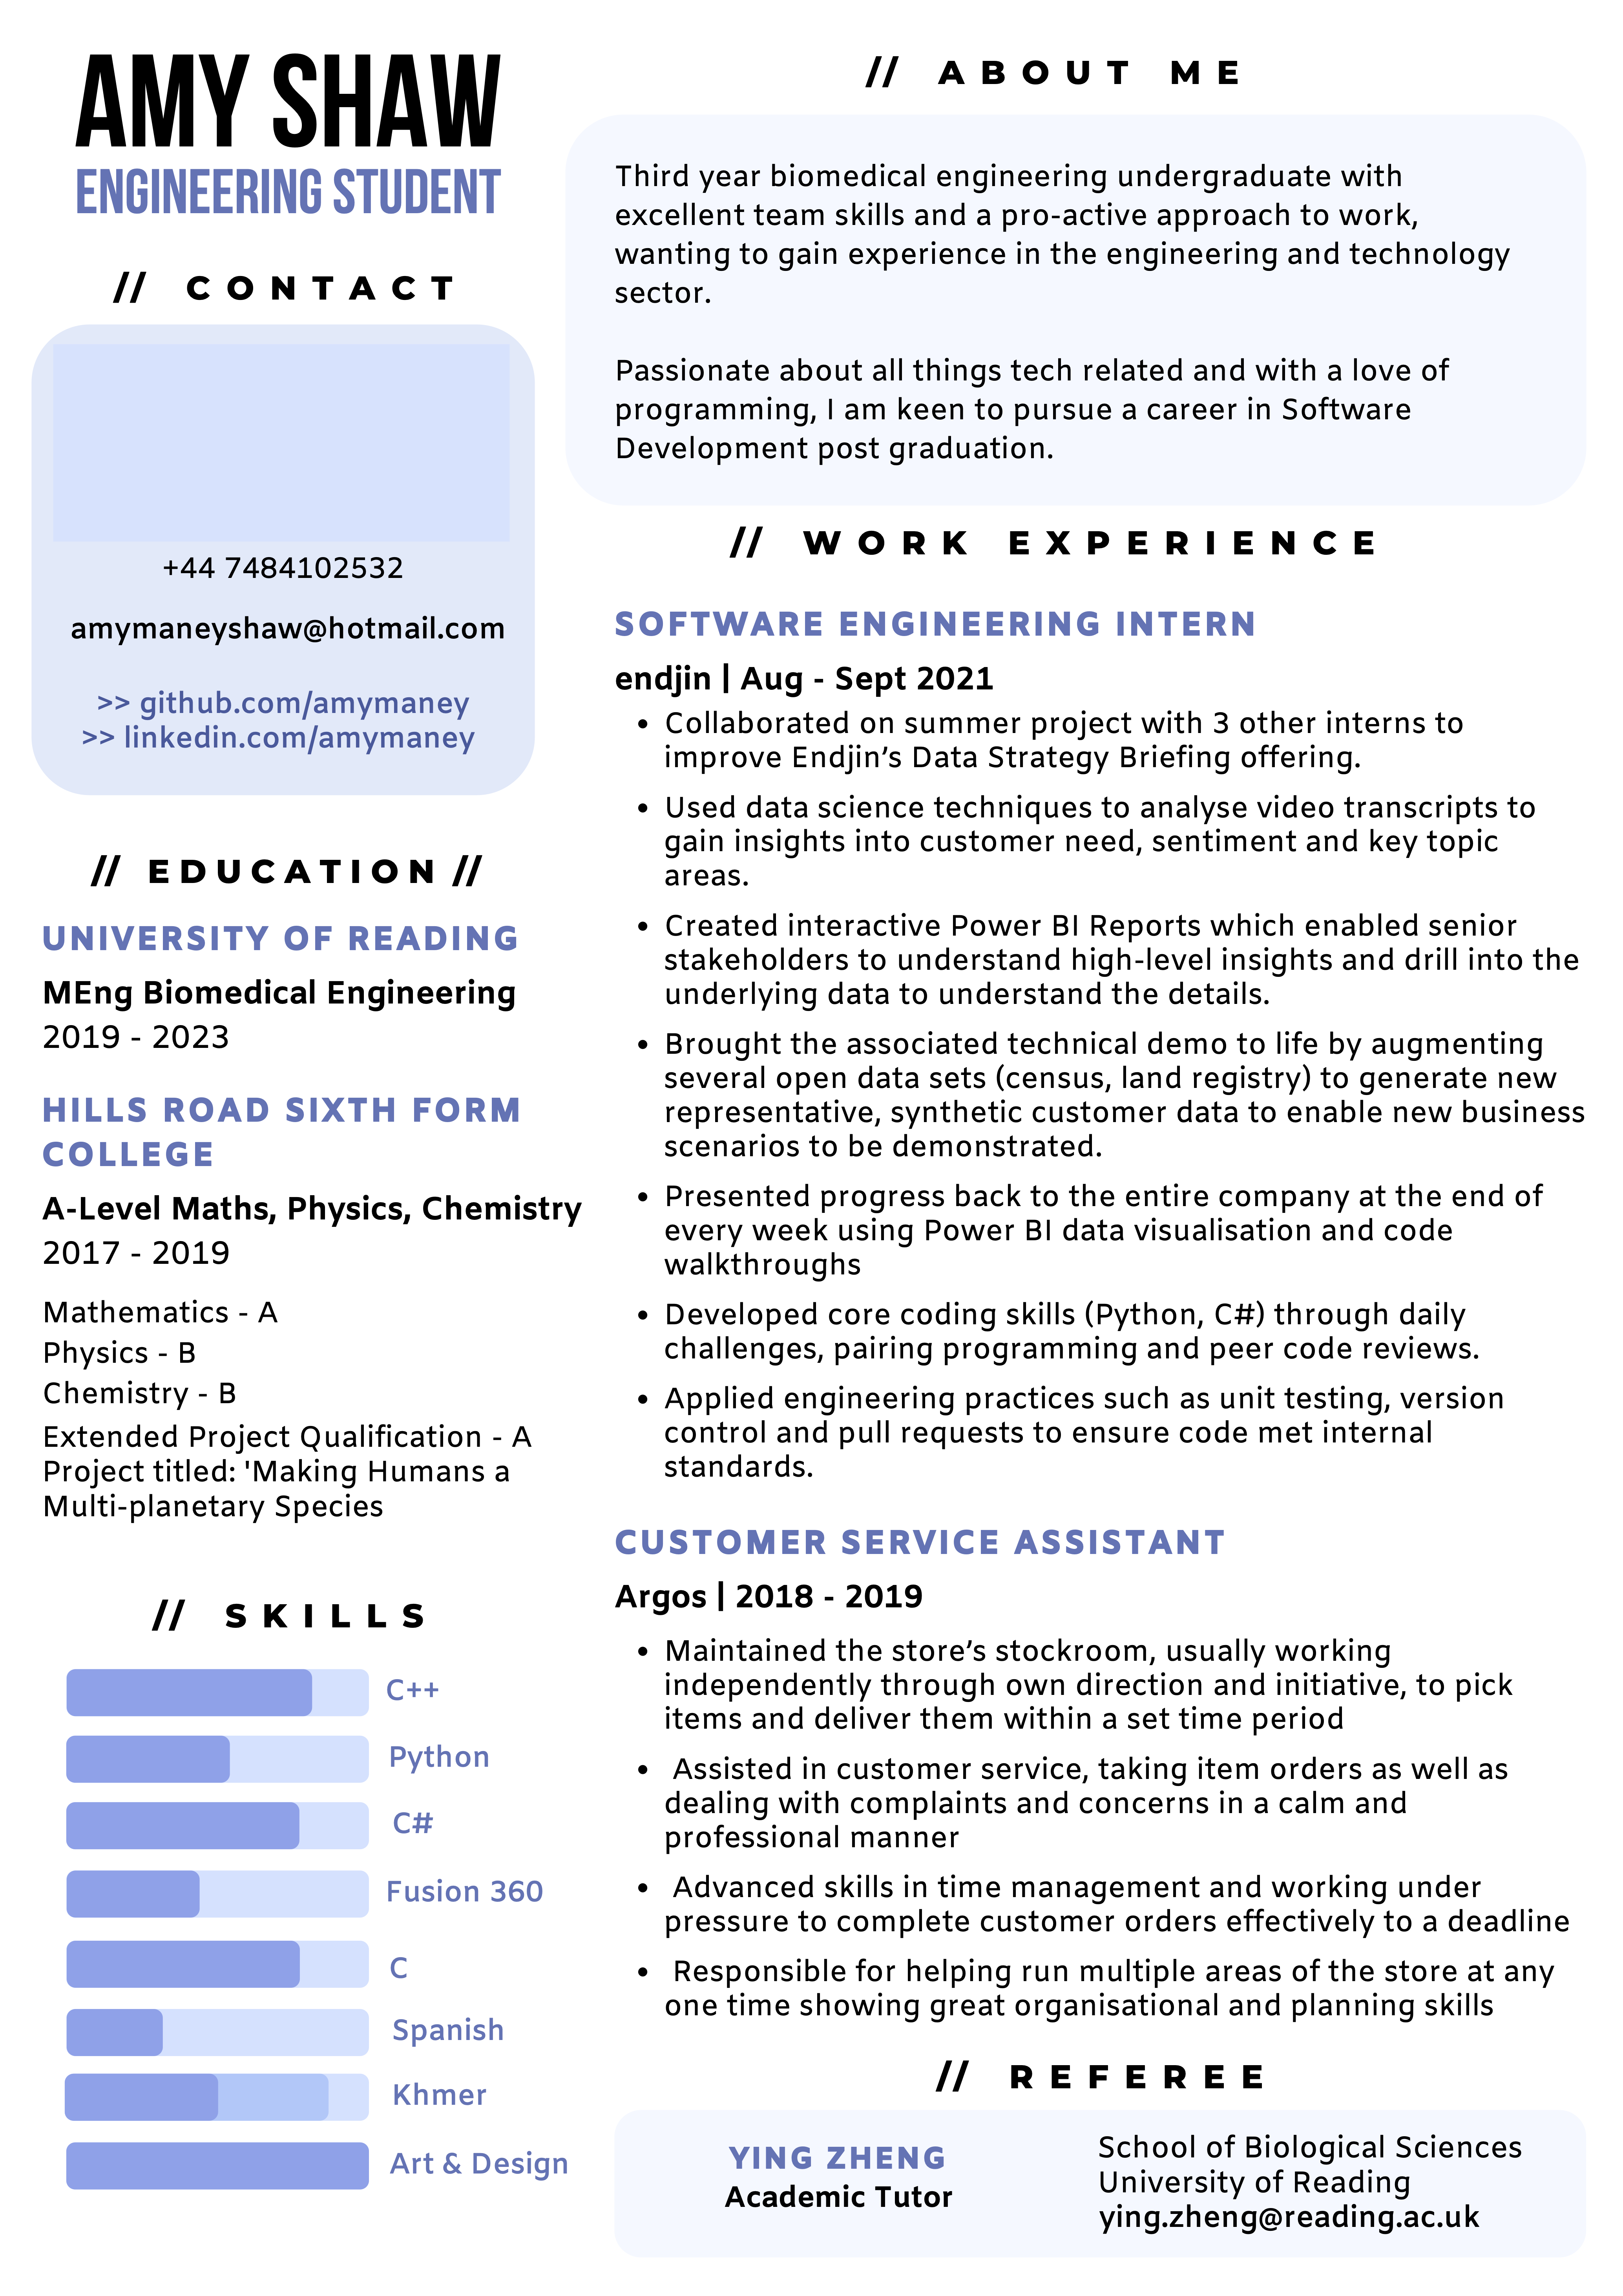 AMY SHAW
ENGINEERING STUDENT
// CONTACT
+44 7484102532
amymaneyshaw@hotmail.com
>> github.com/amymaney
>> linkedin.com/amymaney
// EDUCATION //
UNIVERSITY OF READING
MEng Biomedical Engineering
2019 - 2023
HILLS ROAD SIXTH FORM
COLLEGE
A-Level Maths, Physics, Chemistry
2017 - 2019
Mathematics - A
Physics - B
Chemistry - B
Extended Project Qualification - A
Project titled: 'Making Humans a
Multi-planetary Species
// SKILLS
C++
Python
C#
Fusion 360
C
Spanish
Khmer
Art & Design
// ABOUT ME
Third year biomedical engineering undergraduate with
excellent team skills and a pro-active approach to work,
wanting to gain experience in the engineering and technology
sector.
Passionate about all things tech related and with a love of
programming, I am keen to pursue a career in Software
Development post graduation.
// WORK EXPERIENCE
SOFTWARE ENGINEERING INTERN
endjin | Aug - Sept 2021
• Collaborated on summer project with 3 other interns to
improve Endjin’s Data Strategy Briefing offering.
• Used data science techniques to analyse video transcripts to
gain insights into customer need, sentiment and key topic
areas.
• Created interactive Power BI Reports which enabled senior
stakeholders to understand high-level insights and drill into the
underlying data to understand the details.
• Brought the associated technical demo to life by augmenting
several open data sets (census, land registry) to generate new
representative, synthetic customer data to enable new business
scenarios to be demonstrated.
• Presented progress back to the entire company at the end of
every week using Power BI data visualisation and code
walkthroughs
• Developed core coding skills (Python, C#) through daily
challenges, pairing programming and peer code reviews.
• Applied engineering practices such as unit testing, version
control and pull requests to ensure code met internal
standards.
CUSTOMER SERVICE ASSISTANT
Argos | 2018 - 2019
• Maintained the store’s stockroom, usually working
independently through own direction and initiative, to pick
items and deliver them within a set time period
• Assisted in customer service, taking item orders as well as
dealing with complaints and concerns in a calm and
professional manner
• Advanced skills in time management and working under
pressure to complete customer orders effectively to a deadline
• Responsible for helping run multiple areas of the store at any
one time showing great organisational and planning skills
// REFEREE
YING ZHENG
Academic Tutor
School of Biological Sciences
University of Reading
ying.zheng@reading.ac.uk